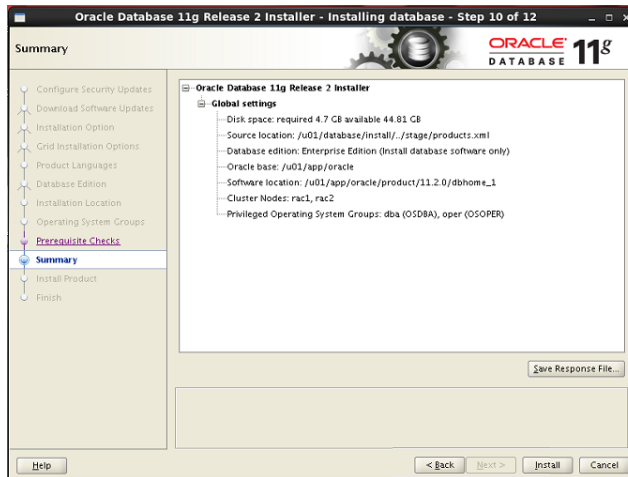 Oracle Database 11g Release 2 Installer - Installing database - Step 10 of 12
Summary
ORACLE DATABASE 11g
Configure Security Updates
Download Software Updates
Installation Option
Grid Installation Options
Product Languages
Database Edition
Installation Location
Operating System Groups
Prerequisite Checks
Summary
Install Product
Finish
Oracle Database 11g Release 2 Installer
Global settings
Disk space: required 4.7 GB available 44.81 GB
Source location: /u01/database/install/../stage/products.xml
Database edition: Enterprise Edition (Install database software only)
Oracle base: /u01/app/oracle
Software location: /u01/app/oracle/product/11.2.0/dbhome_1
Cluster Nodes: rac1, rac2
Privileged Operating System Groups: dba (OSDBA), oper (OSOPER)
Save Response File...
Help
< Back
Next >
Install
Cancel